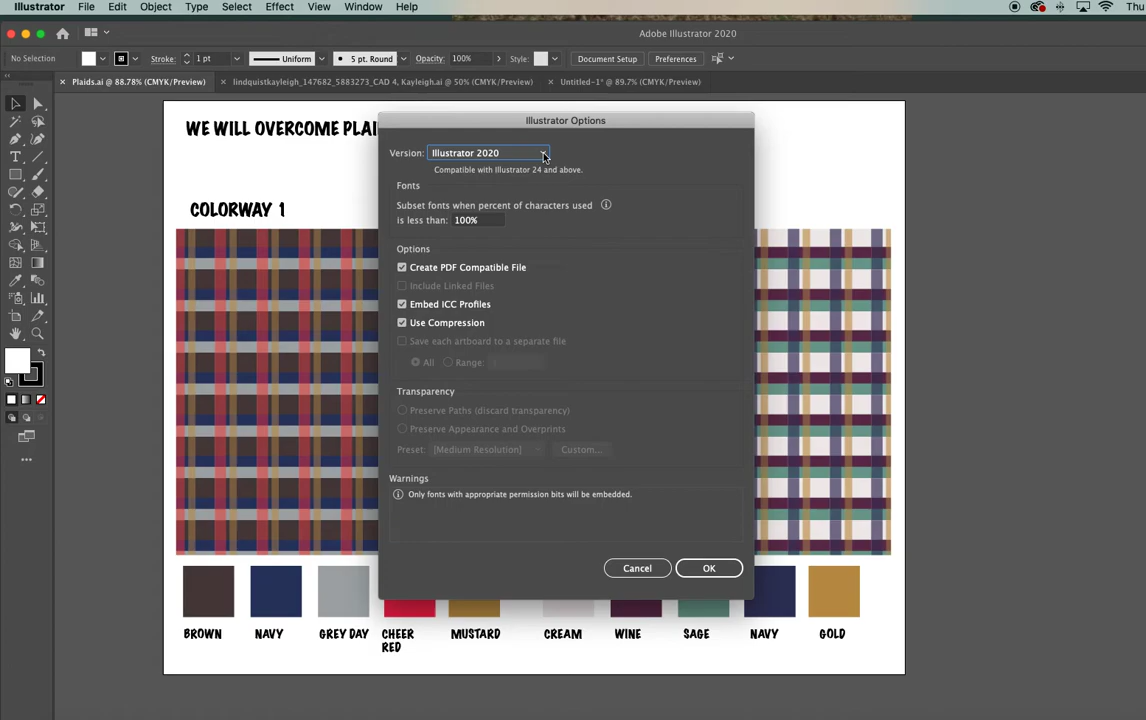 Illustrator File Edit Object Type Select Effect View Window Help Thu
Adobe Illustrator 2020
No Selection Stroke: 1 pt Uniform 5 pt. Round Opacity: 100% Style: Document Setup Preferences
Plaids.ai @ 88.78% (CMYK/Preview) lindquistkayleigh_147682_5883273_CAD 4, Kayleigh.ai @ 50% (CMYK/Preview) Untitled-1* @ 89.7% (CMYK/Preview)
WE WILL OVERCOME PLAI
COLORWAY 1
Illustrator Options
Version: Illustrator 2020
Compatible with Illustrator 24 and above.
Fonts
Subset fonts when percent of characters used
is less than: 100%
Options
Create PDF Compatible File
Include Linked Files
Embed ICC Profiles
Use Compression
Save each artboard to a separate file
All Range: 1
Transparency
Preserve Paths (discard transparency)
Preserve Appearance and Overprints
Preset: [Medium Resolution] Custom...
Warnings
Only fonts with appropriate permission bits will be embedded.
Cancel OK
BROWN NAVY GREY DAY CHEER RED MUSTARD CREAM WINE SAGE NAVY GOLD